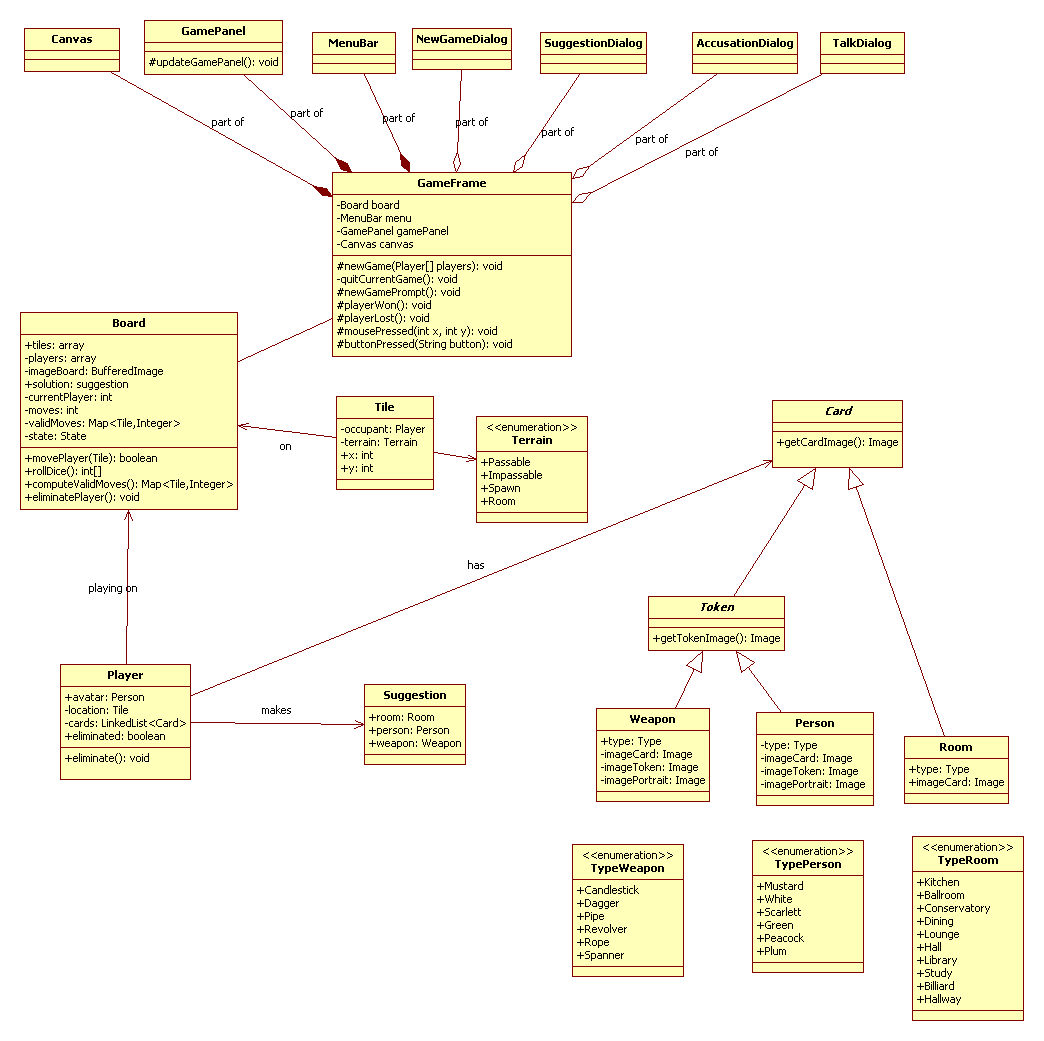 Canvas
GamePanel
#updateGamePanel(): void
MenuBar
NewGameDialog
SuggestionDialog
AccusationDialog
TalkDialog
part of
part of
part of
part of
part of
part of
part of
GameFrame
-Board board
-MenuBar menu
-GamePanel gamePanel
-Canvas canvas
#newGame(Player[] players): void
-quitCurrentGame(): void
#newGamePrompt(): void
#playerWon(): void
#playerLost(): void
#mousePressed(int x, int y): void
#buttonPressed(String button): void
Board
+tiles: array
-players: array
-imageBoard: BufferedImage
+solution: suggestion
-currentPlayer: int
-moves: int
-validMoves: Map<Tile,Integer>
-state: State
+movePlayer(Tile): boolean
+rollDice(): int[]
+computeValidMoves(): Map<Tile,Integer>
+eliminatePlayer(): void
on
Tile
-occupant: Player
-terrain: Terrain
+x: int
+y: int
<<enumeration>>
Terrain
+Passable
+Impassable
+Spawn
+Room
Card
+getCardImage(): Image
has
playing on
Token
+getTokenImage(): Image
Player
+avatar: Person
-location: Tile
-cards: LinkedList<Card>
+eliminated: boolean
+eliminate(): void
makes
Suggestion
+room: Room
+person: Person
+weapon: Weapon
Weapon
+type: Type
-imageCard: Image
-imageToken: Image
-imagePortrait: Image
Person
-type: Type
-imageCard: Image
-imageToken: Image
-imagePortrait: Image
Room
+type: Type
+imageCard: Image
<<enumeration>>
TypeWeapon
+Candlestick
+Dagger
+Pipe
+Revolver
+Rope
+Spanner
<<enumeration>>
TypePerson
+Mustard
+White
+Scarlett
+Green
+Peacock
+Plum
<<enumeration>>
TypeRoom
+Kitchen
+Ballroom
+Conservatory
+Dining
+Lounge
+Hall
+Library
+Study
+Billiard
+Hallway